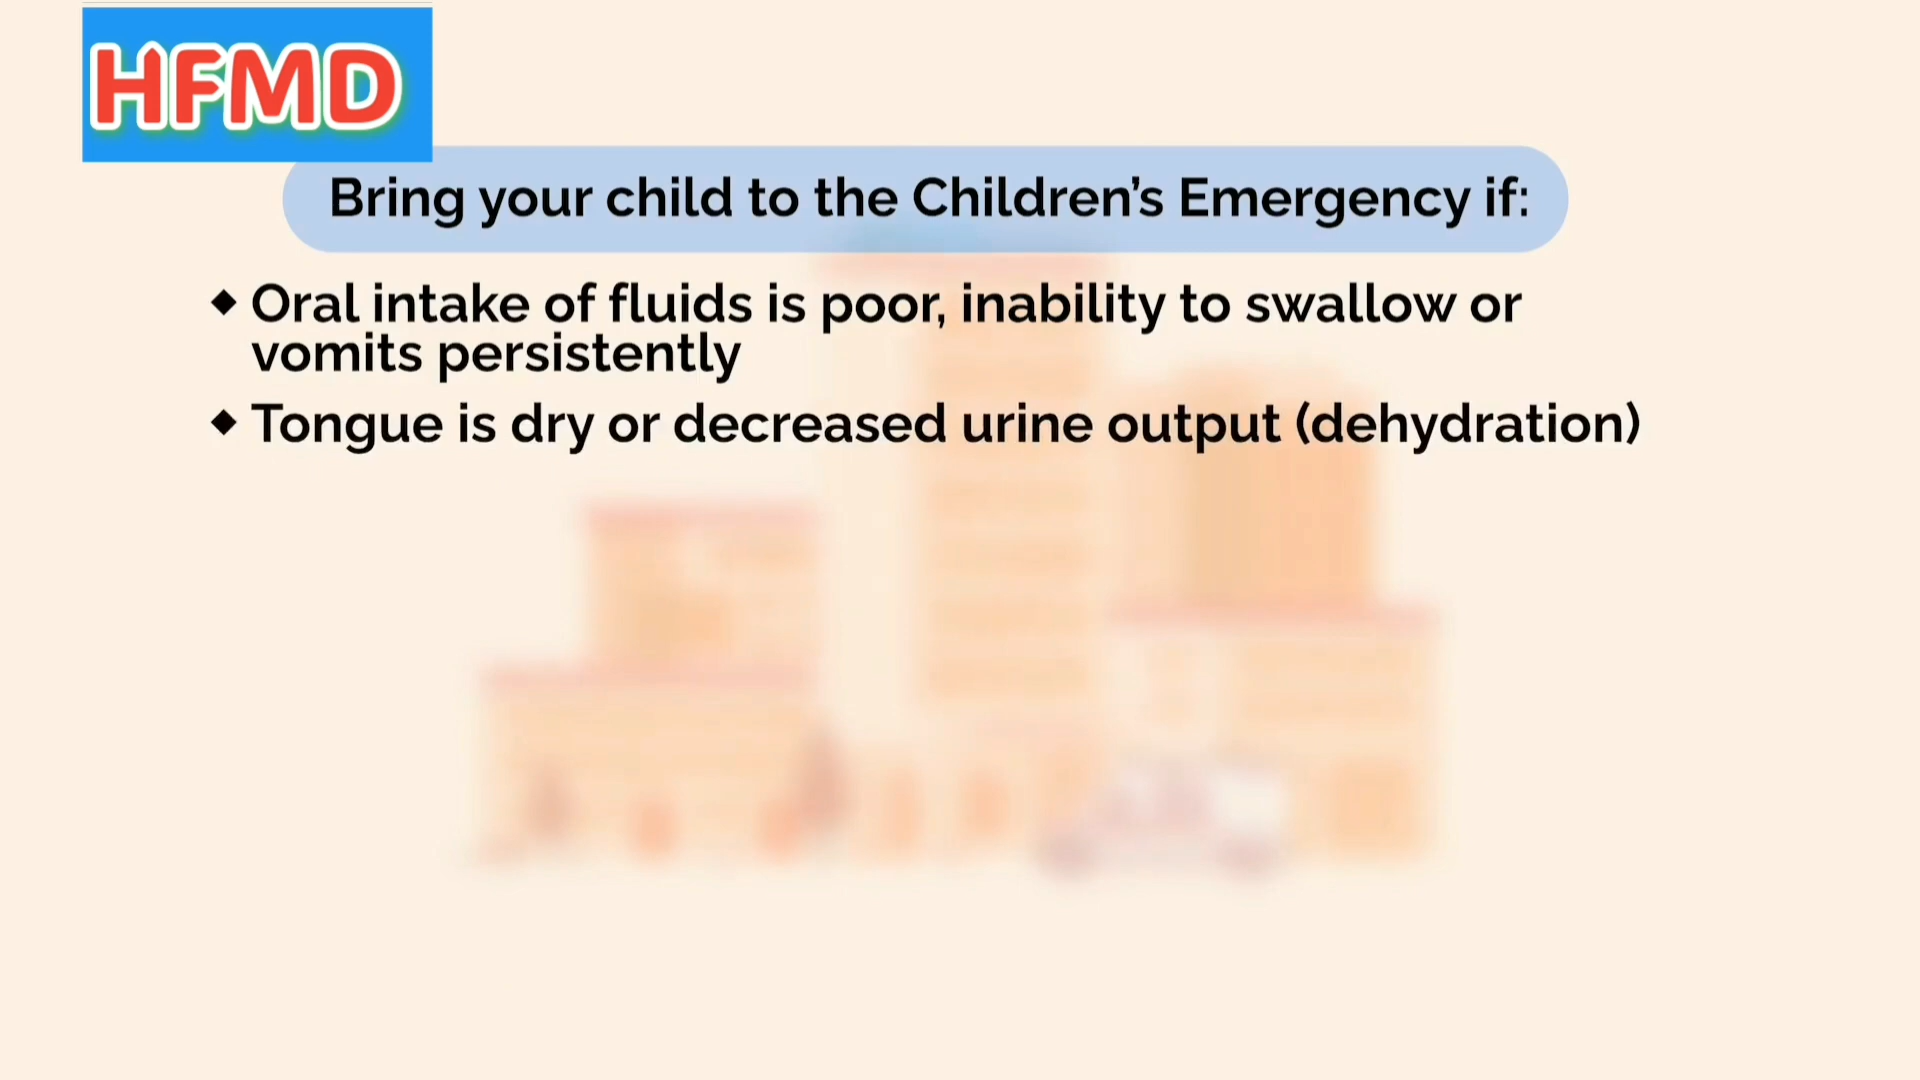 HFMD
Bring your child to the Children’s Emergency if:
◆ Oral intake of fluids is poor, inability to swallow or
vomits persistently
◆ Tongue is dry or decreased urine output (dehydration)